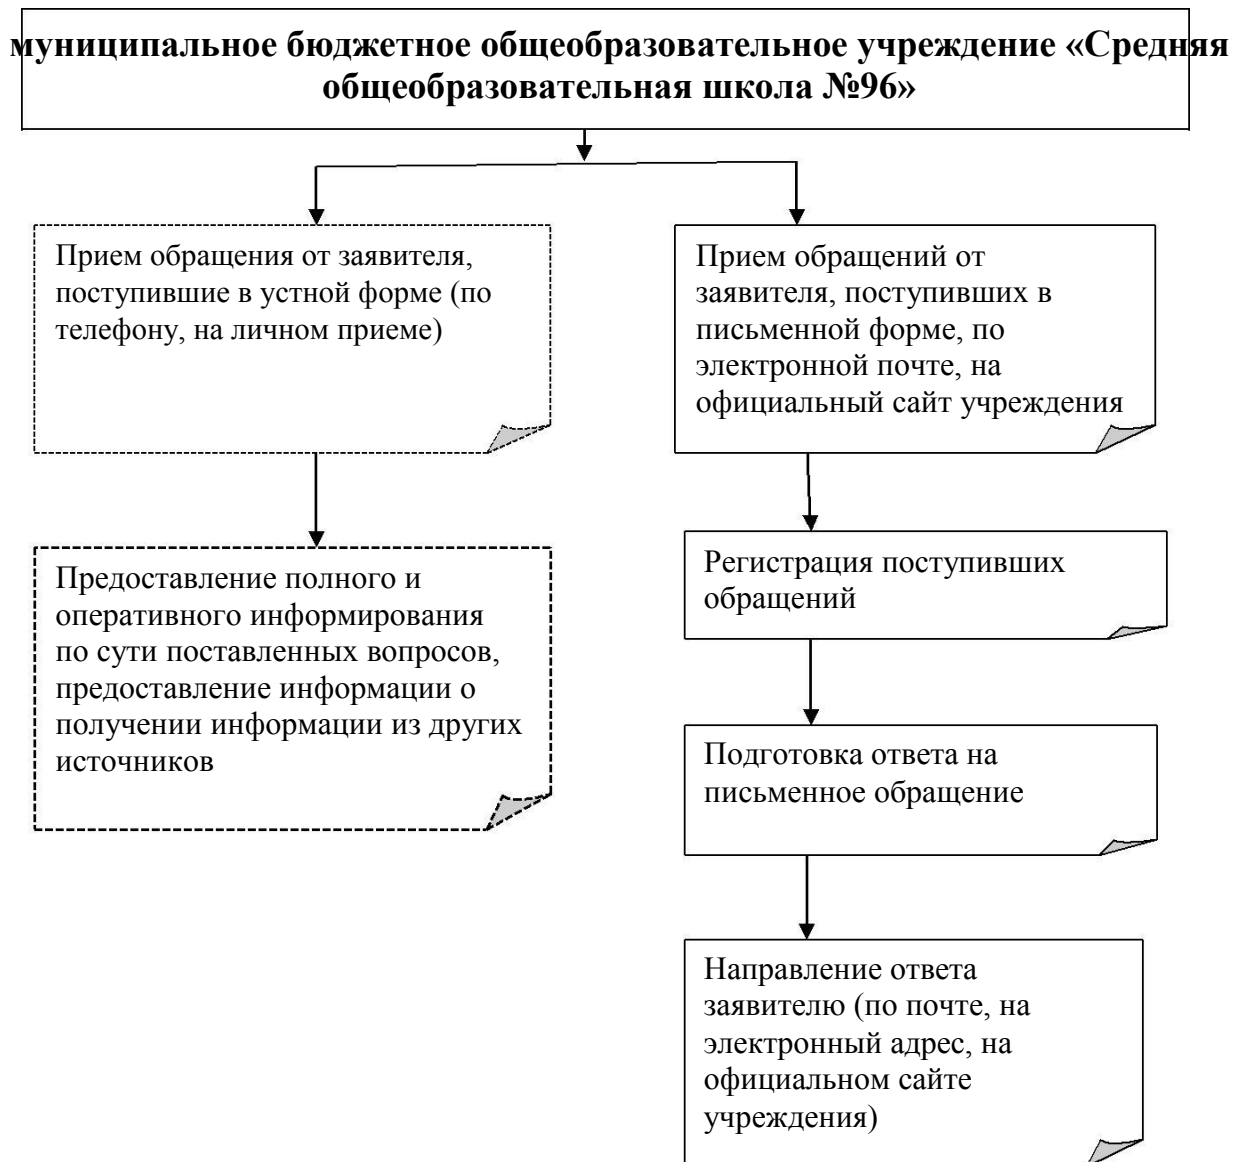 муниципальное бюджетное общеобразовательное учреждение «Средняя
общеобразовательная школа №96»
Прием обращения от заявителя,
поступившие в устной форме (по
телефону, на личном приеме)
Прием обращений от
заявителя, поступивших в
письменной форме, по
электронной почте, на
официальный сайт учреждения
Предоставление полного и
оперативного информирования
по сути поставленных вопросов,
предоставление информации о
получении информации из других
источников
Регистрация поступивших
обращений
Подготовка ответа на
письменное обращение
Направление ответа
заявителю (по почте, на
электронный адрес, на
официальном сайте
учреждения)